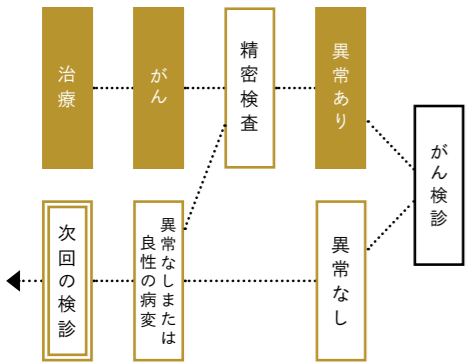 がん検診
異常あり
精密検査
がん
治療
異常なし
異常なしまたは
良性の病変
次回の検診